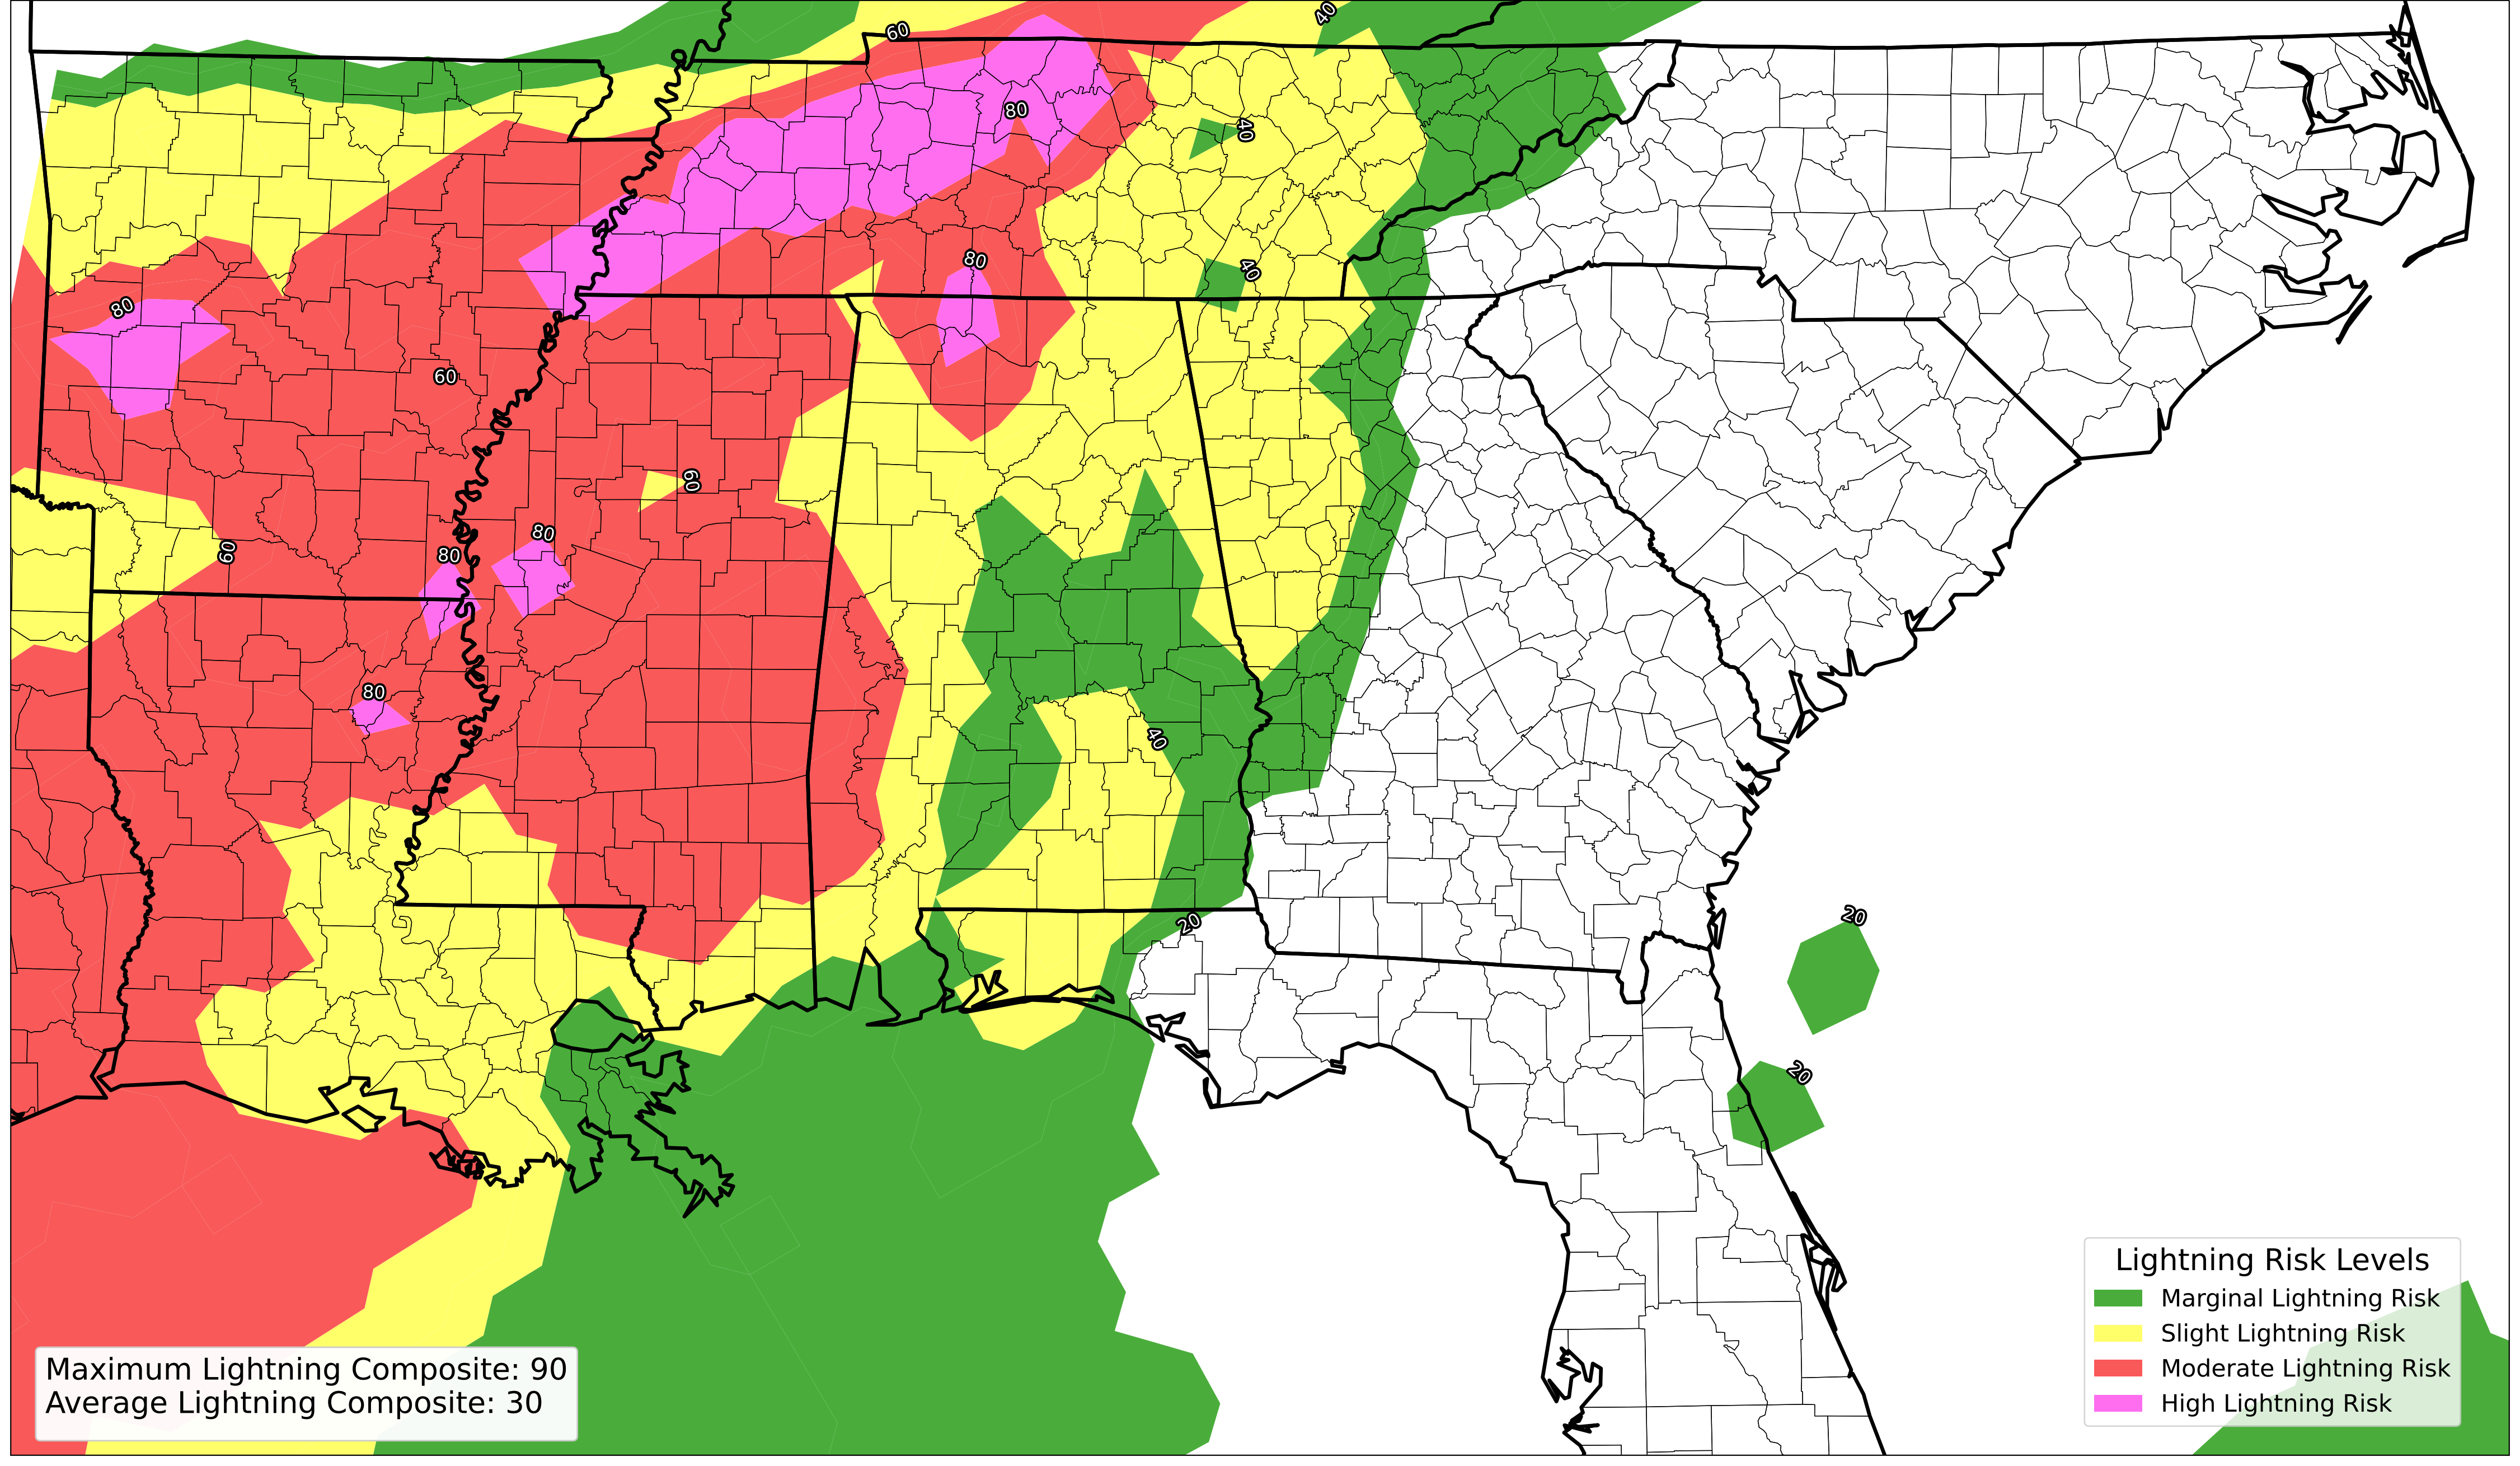 60
40
80
40
80
40
80
60
60
80
60
80
80
40
20
20
20
Lightning Risk Levels
Marginal Lightning Risk
Slight Lightning Risk
Moderate Lightning Risk
High Lightning Risk
Maximum Lightning Composite: 90
Average Lightning Composite: 30